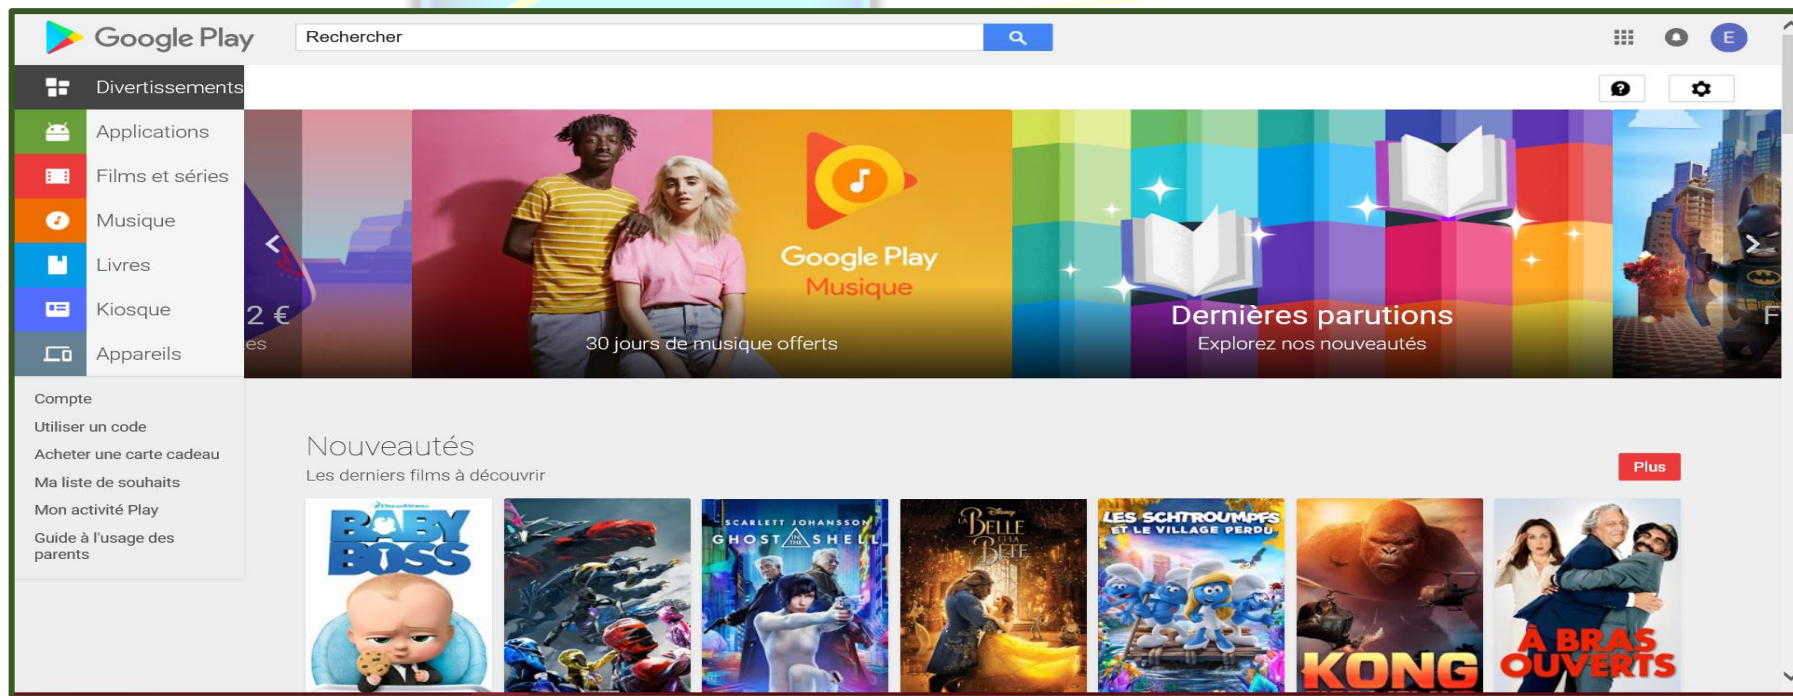 Google Play
Rechercher
E
Divertissements
Applications
Films et séries
Musique
Livres
Kiosque
Appareils
Compte
Utiliser un code
Acheter une carte cadeau
Ma liste de souhaits
Mon activité Play
Guide à l'usage des
parents
2 €
es
Google Play
Musique
30 jours de musique offerts
Dernières parutions
Explorez nos nouveautés
F
Nouveautés
Les derniers films à découvrir
Plus
DREAMWORKS
BABY
BOSS
SCARLETT JOHANSSON
GHOST IN THE SHELL
Disney
LA BELLE
ET LA
BÊTE
LES SCHTROUMPFS
ET LE VILLAGE PERDU
KONG
À BRAS
OUVERTS